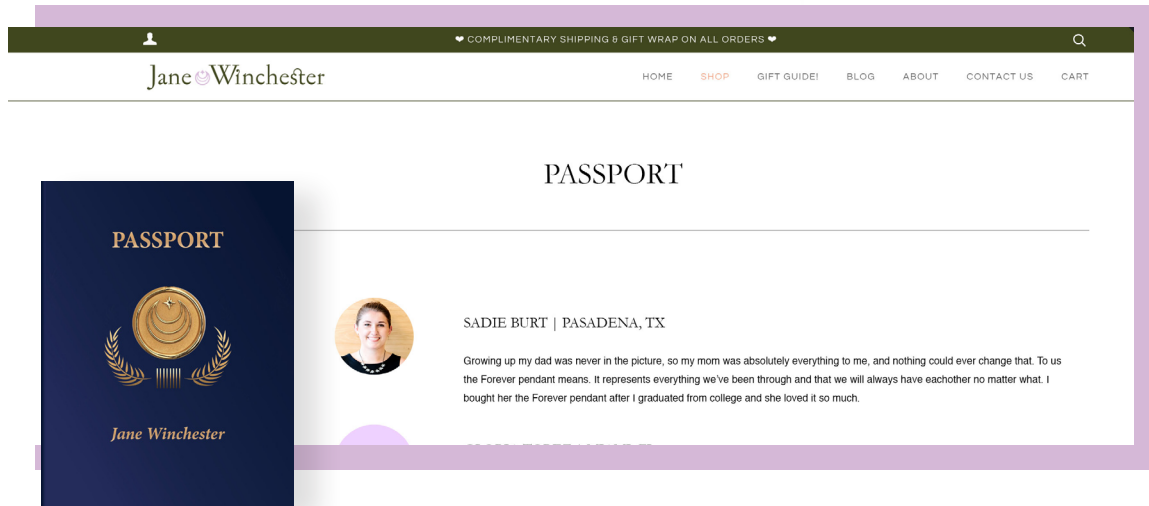 ❤ COMPLIMENTARY SHIPPING & GIFT WRAP ON ALL ORDERS ❤
Jane Winchester
HOME SHOP GIFT GUIDE! BLOG ABOUT CONTACT US CART
PASSPORT
PASSPORT
Jane Winchester
SADIE BURT | PASADENA, TX
Growing up my dad was never in the picture, so my mom was absolutely everything to me, and nothing could ever change that. To us
the Forever pendant means. It represents everything we've been through and that we will always have eachother no matter what. I
bought her the Forever pendant after I graduated from college and she loved it so much.